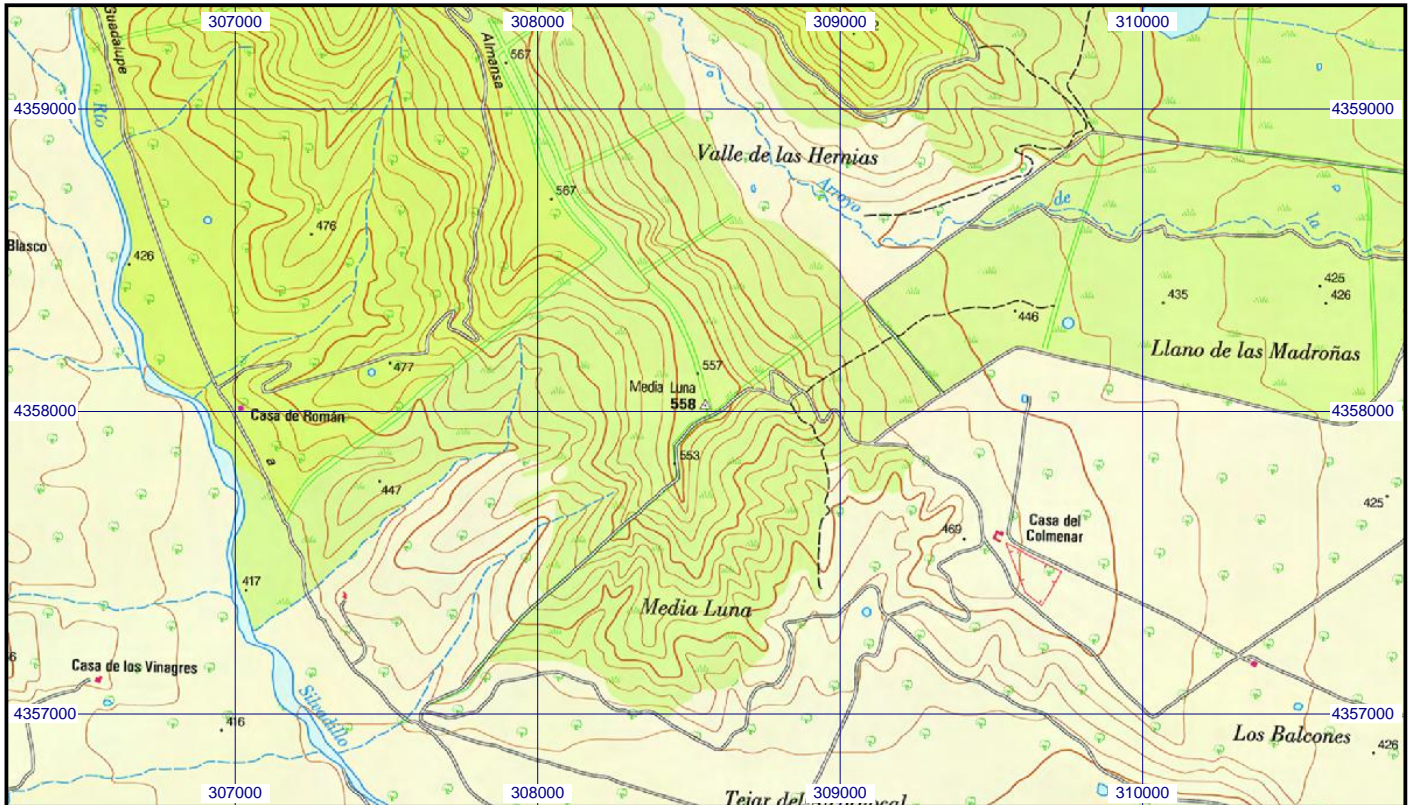 307000
308000
309000
310000
Guadalupe
Almansa
567
4359000
Río
4359000
Valle de las Hernias
Arroyo
de
la
567
476
Blasco
426
425
426
435
446
Llano de las Madroñas
477
557
Media Luna
558
4358000
Casa de Román
4358000
a
553
447
425
469
Casa del
Colmenar
417
Media Luna
6
Casa de los Vinagres
Silvadillo
4357000
4357000
416
Los Balcones
426
307000
308000
309000
310000
Tejar del